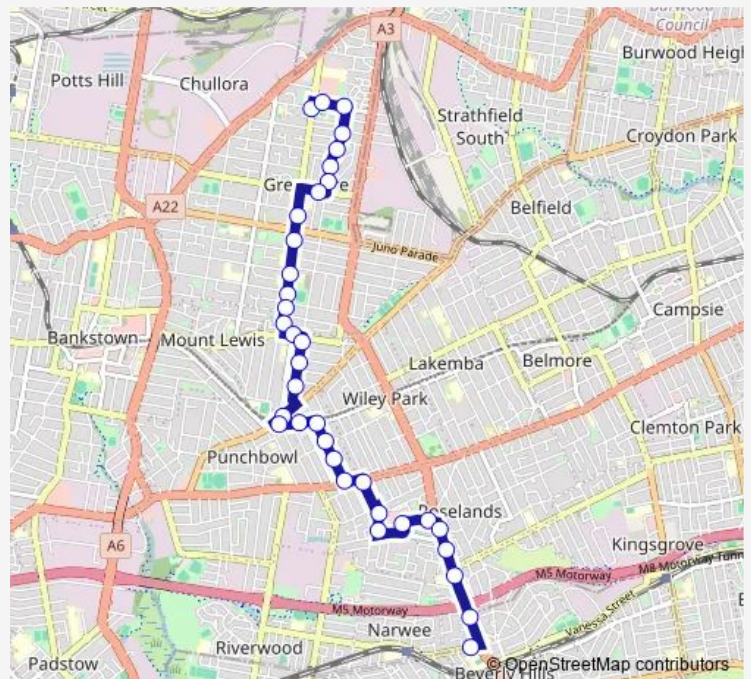 Burwood
Council
A3
Burwood Heigh
Potts Hill
Chullora
Strathfield
South
Croydon Park
Gre
A22
Belfield
Juno Parade
Campsie
Bankstown
Mount Lewis
Lakemba
Belmore
Wiley Park
Clemton Park
Punchbowl
Roselands
A6
Kingsgrove
M5 Motorway
M8 Motorway Tunn
M5 Motorway
Narwee
Vanessa Street
Riverwood
Padstow
Beverly Hills
© OpenStreetMap contributors